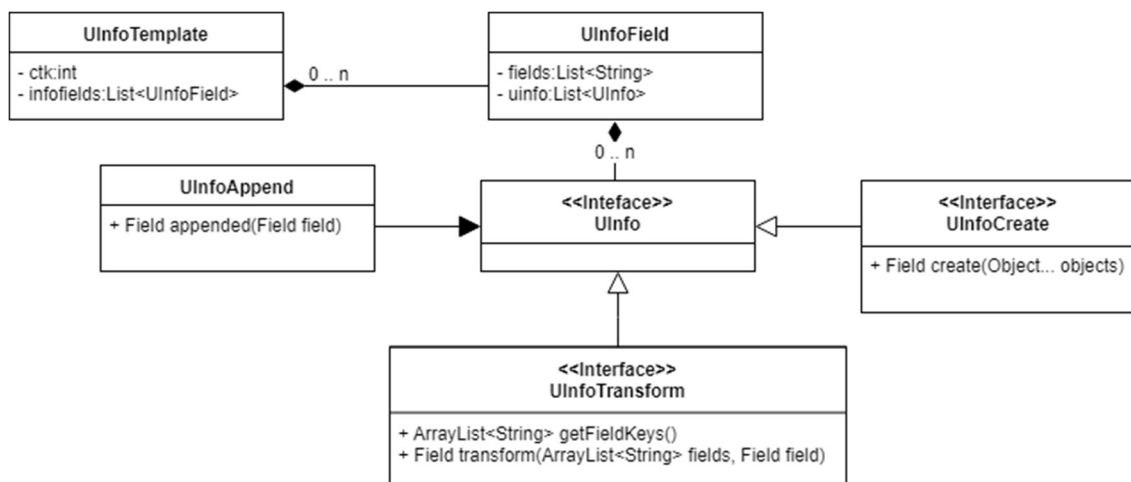 UInfoTemplate
- ctk:int
- infofields:List<UInfoField>
0 .. n
UInfoField
- fields:List<String>
- uinfo:List<UInfo>
0 .. n
UInfoAppend
+ Field appended(Field field)
<<Inteface>>
UInfo
<<Interface>>
UInfoCreate
+ Field create(Object... objects)
<<Interface>>
UInfoTransform
+ ArrayList<String> getFieldKeys()
+ Field transform(ArrayList<String> fields, Field field)